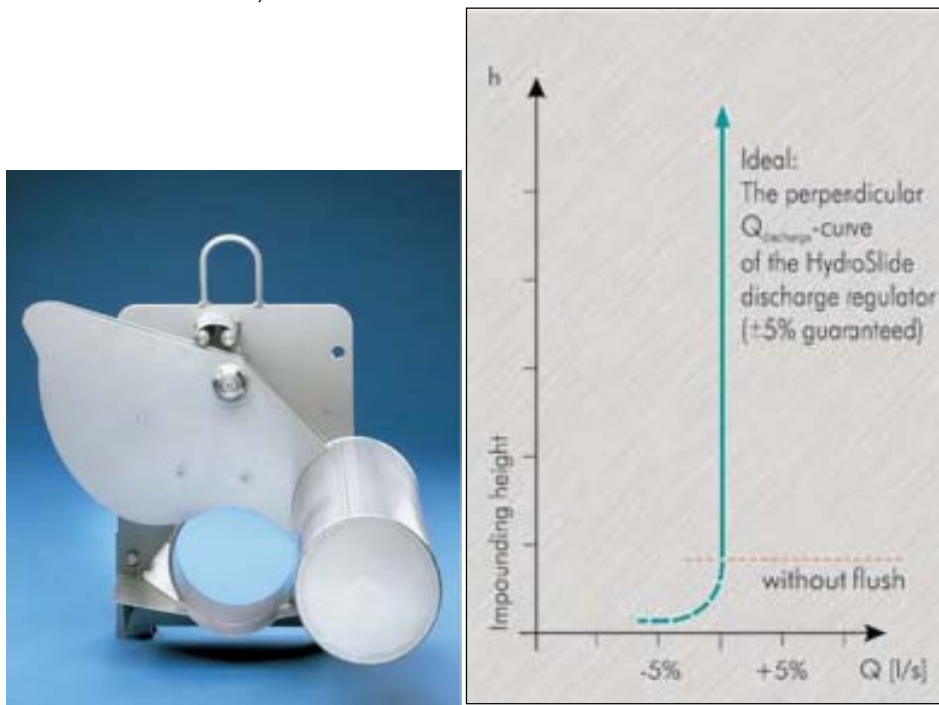 h
Ideal:
The perpendicular
Qdischarge-curve
of the HydroSlide
discharge regulator
(±5% guaranteed)
Impounding height
without flush
-5%
+5%
Q [l/s]